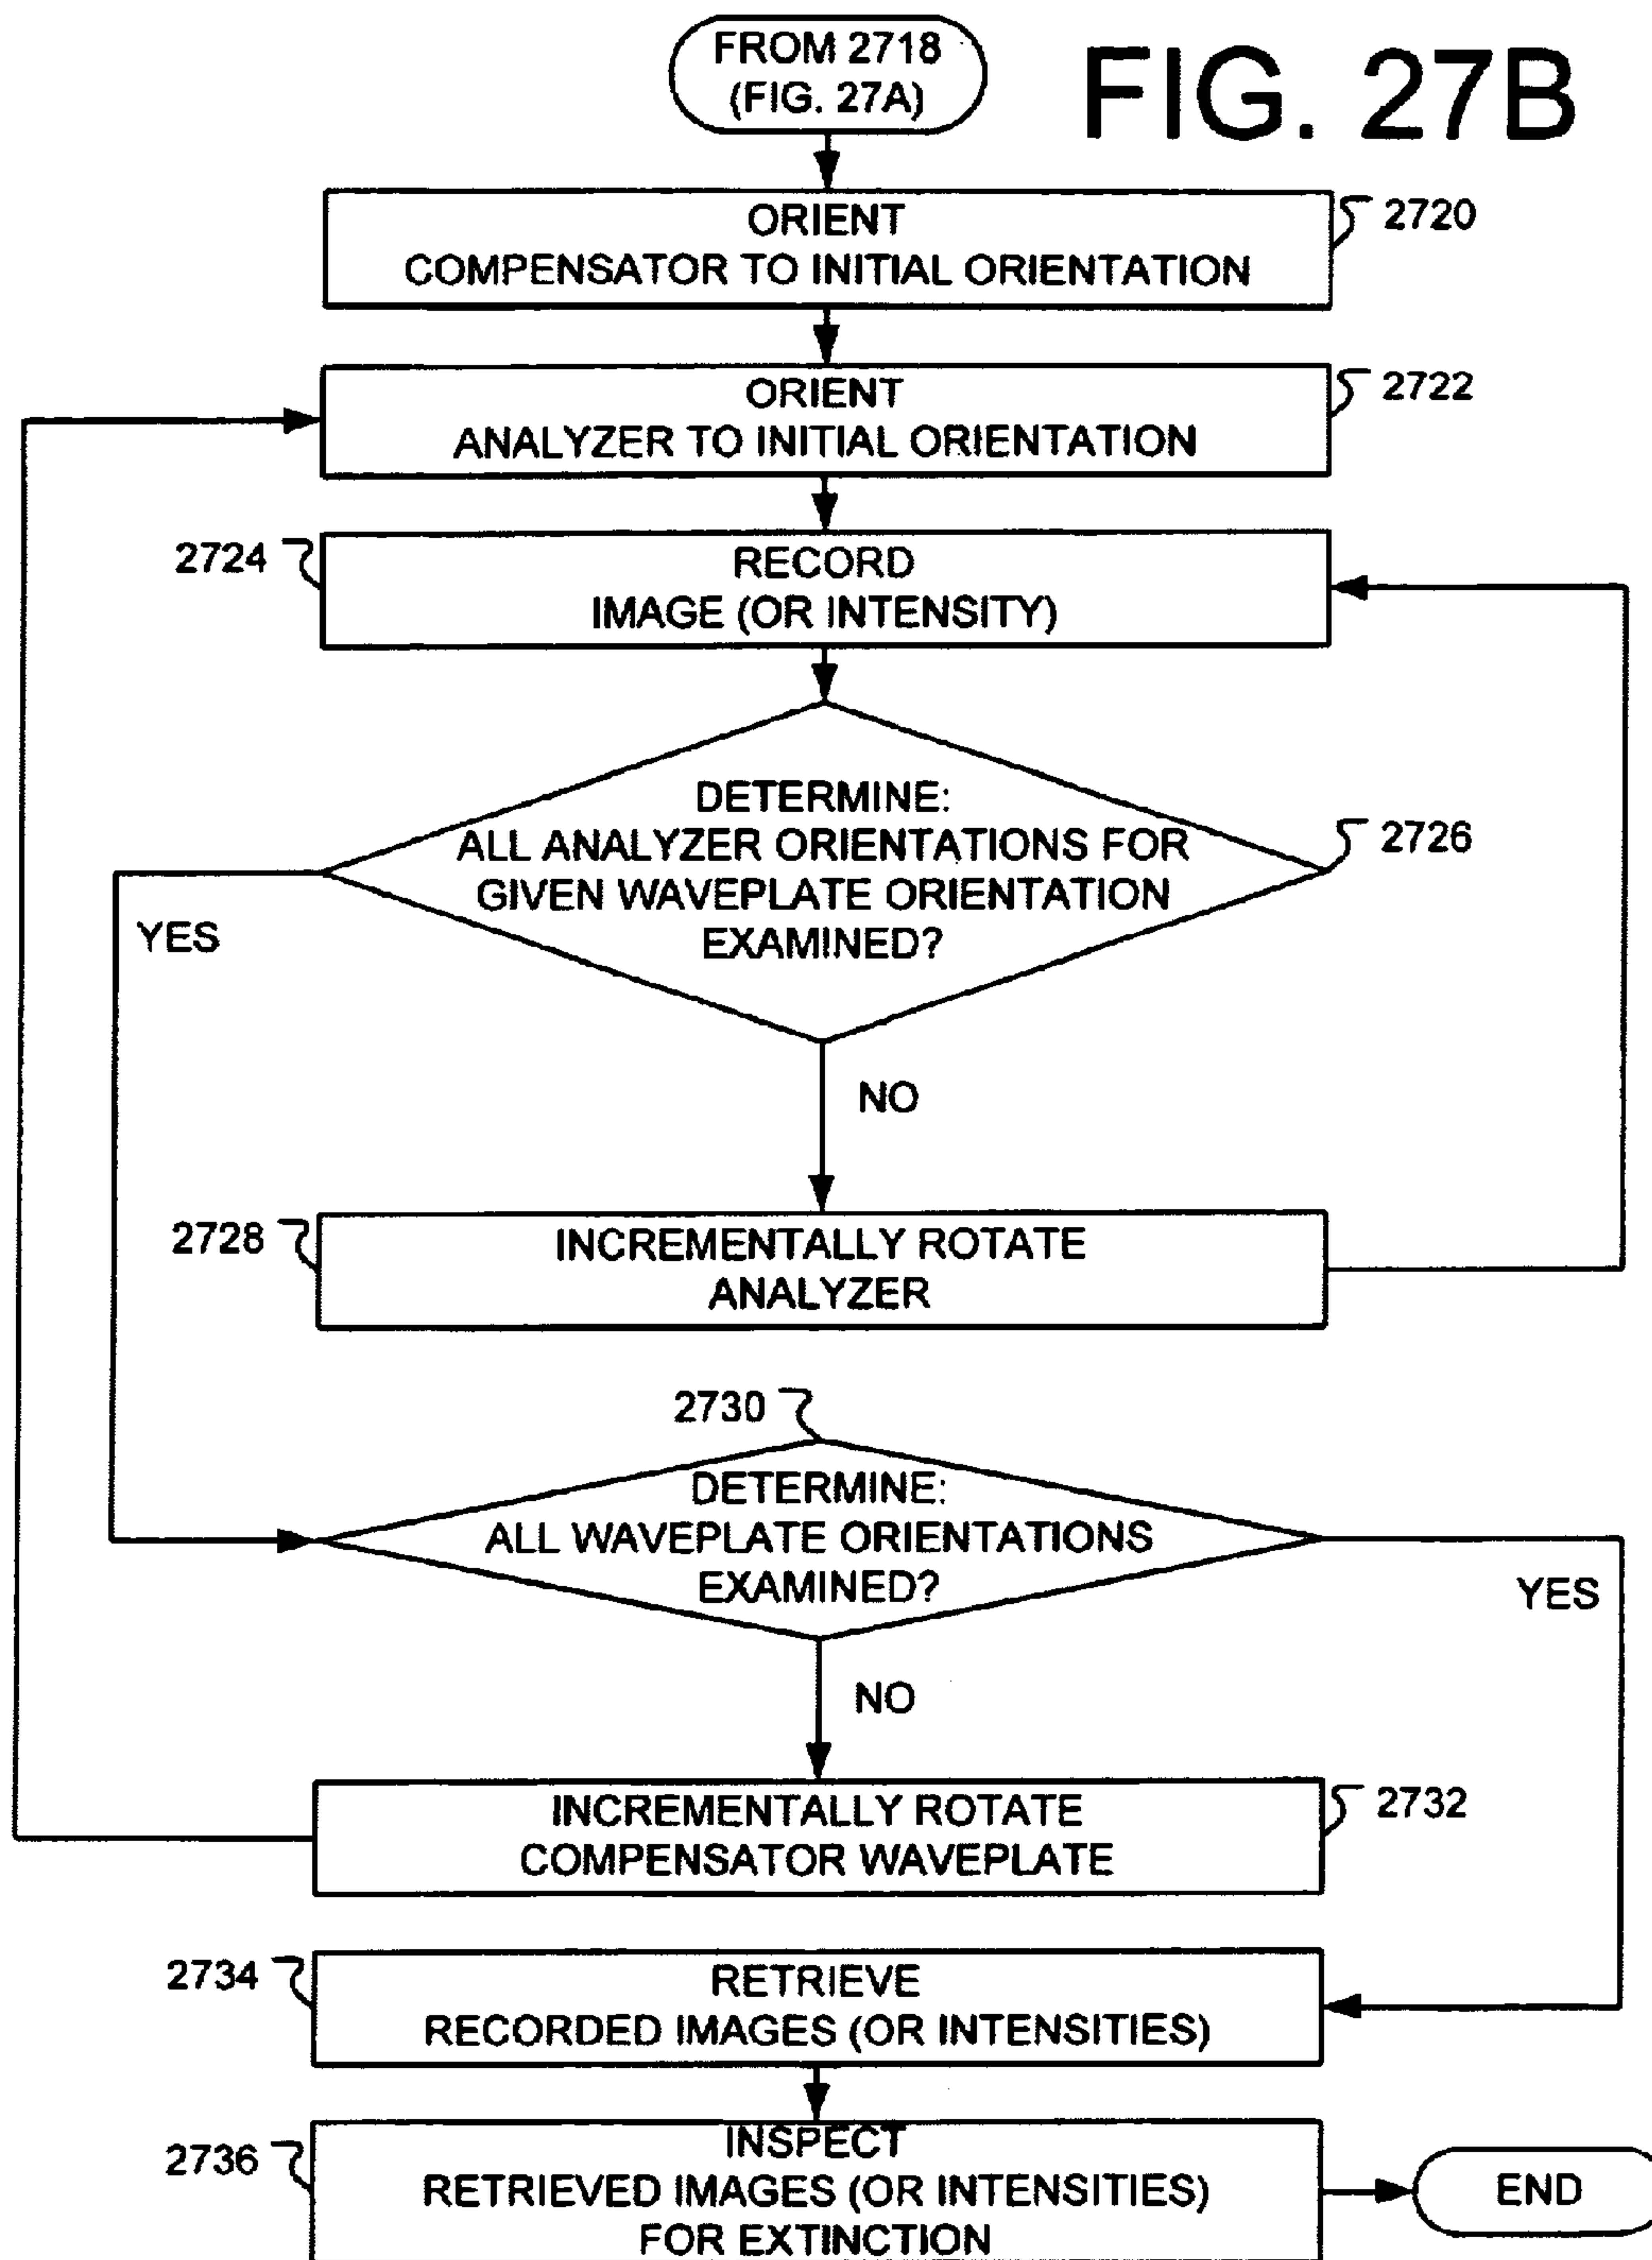 FROM 2718
(FIG. 27A)
FIG. 27B
ORIENT
COMPENSATOR TO INITIAL ORIENTATION
2720
ORIENT
ANALYZER TO INITIAL ORIENTATION
2722
2724
RECORD
IMAGE (OR INTENSITY)
DETERMINE:
ALL ANALYZER ORIENTATIONS FOR
GIVEN WAVEPLATE ORIENTATION
EXAMINED?
2726
YES
NO
2728
INCREMENTALLY ROTATE
ANALYZER
2730
DETERMINE:
ALL WAVEPLATE ORIENTATIONS
EXAMINED?
YES
NO
INCREMENTALLY ROTATE
COMPENSATOR WAVEPLATE
2732
2734
RETRIEVE
RECORDED IMAGES (OR INTENSITIES)
2736
INSPECT
RETRIEVED IMAGES (OR INTENSITIES)
FOR EXTINCTION
END